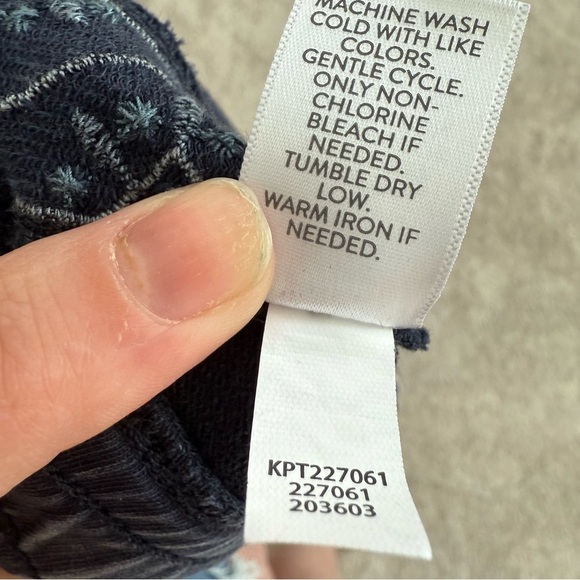 MACHINE WASH
COLD WITH LIKE
COLORS.
GENTLE CYCLE.
ONLY NON-
CHLORINE
BLEACH IF
NEEDED.
TUMBLE DRY
LOW.
WARM IRON IF
NEEDED.
KPT227061
227061
203603